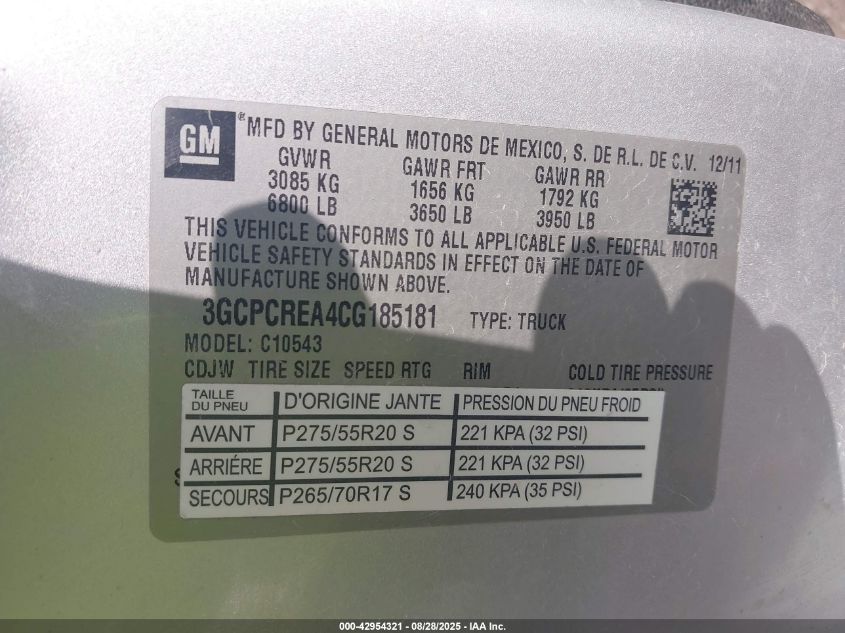 GM ® MFD BY GENERAL MOTORS DE MEXICO, S. DE R.L. DE C.V. 12/11
GVWR GAWR FRT GAWR RR
3085 KG 1656 KG 1792 KG
6800 LB 3650 LB 3950 LB
THIS VEHICLE CONFORMS TO ALL APPLICABLE U.S. FEDERAL MOTOR
VEHICLE SAFETY STANDARDS IN EFFECT ON THE DATE OF
MANUFACTURE SHOWN ABOVE.
3GCPCREA4CG185181 TYPE: TRUCK
MODEL: C10543
CDJW TIRE SIZE SPEED RTG RIM COLD TIRE PRESSURE
TAILLE DU PNEU D'ORIGINE JANTE PRESSION DU PNEU FROID
AVANT P275/55R20 S 221 KPA (32 PSI)
ARRIÉRE P275/55R20 S 221 KPA (32 PSI)
SECOURS P265/70R17 S 240 KPA (35 PSI)
000-42954321 | 08/28/2025 - IAA Inc.